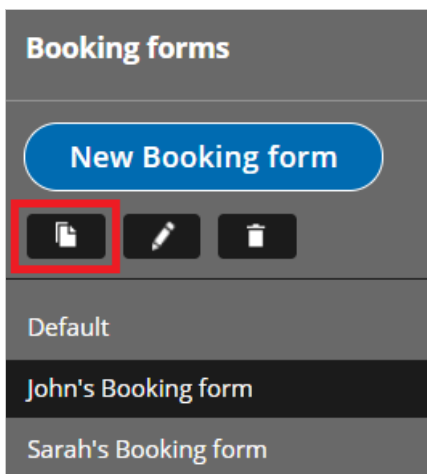 Booking forms
New Booking form
Default
John's Booking form
Sarah's Booking form